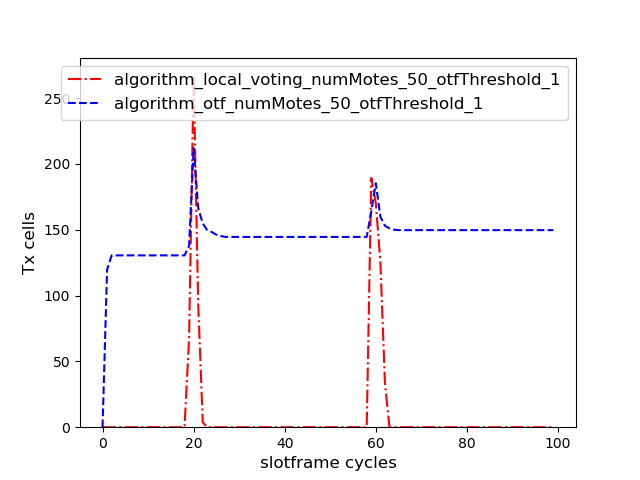 algorithm_local_voting_numMotes_50_otfThreshold_1
algorithm_otf_numMotes_50_otfThreshold_1
250
200
150
100
50
0
Tx cells
0 20 40 60 80 100
slotframe cycles